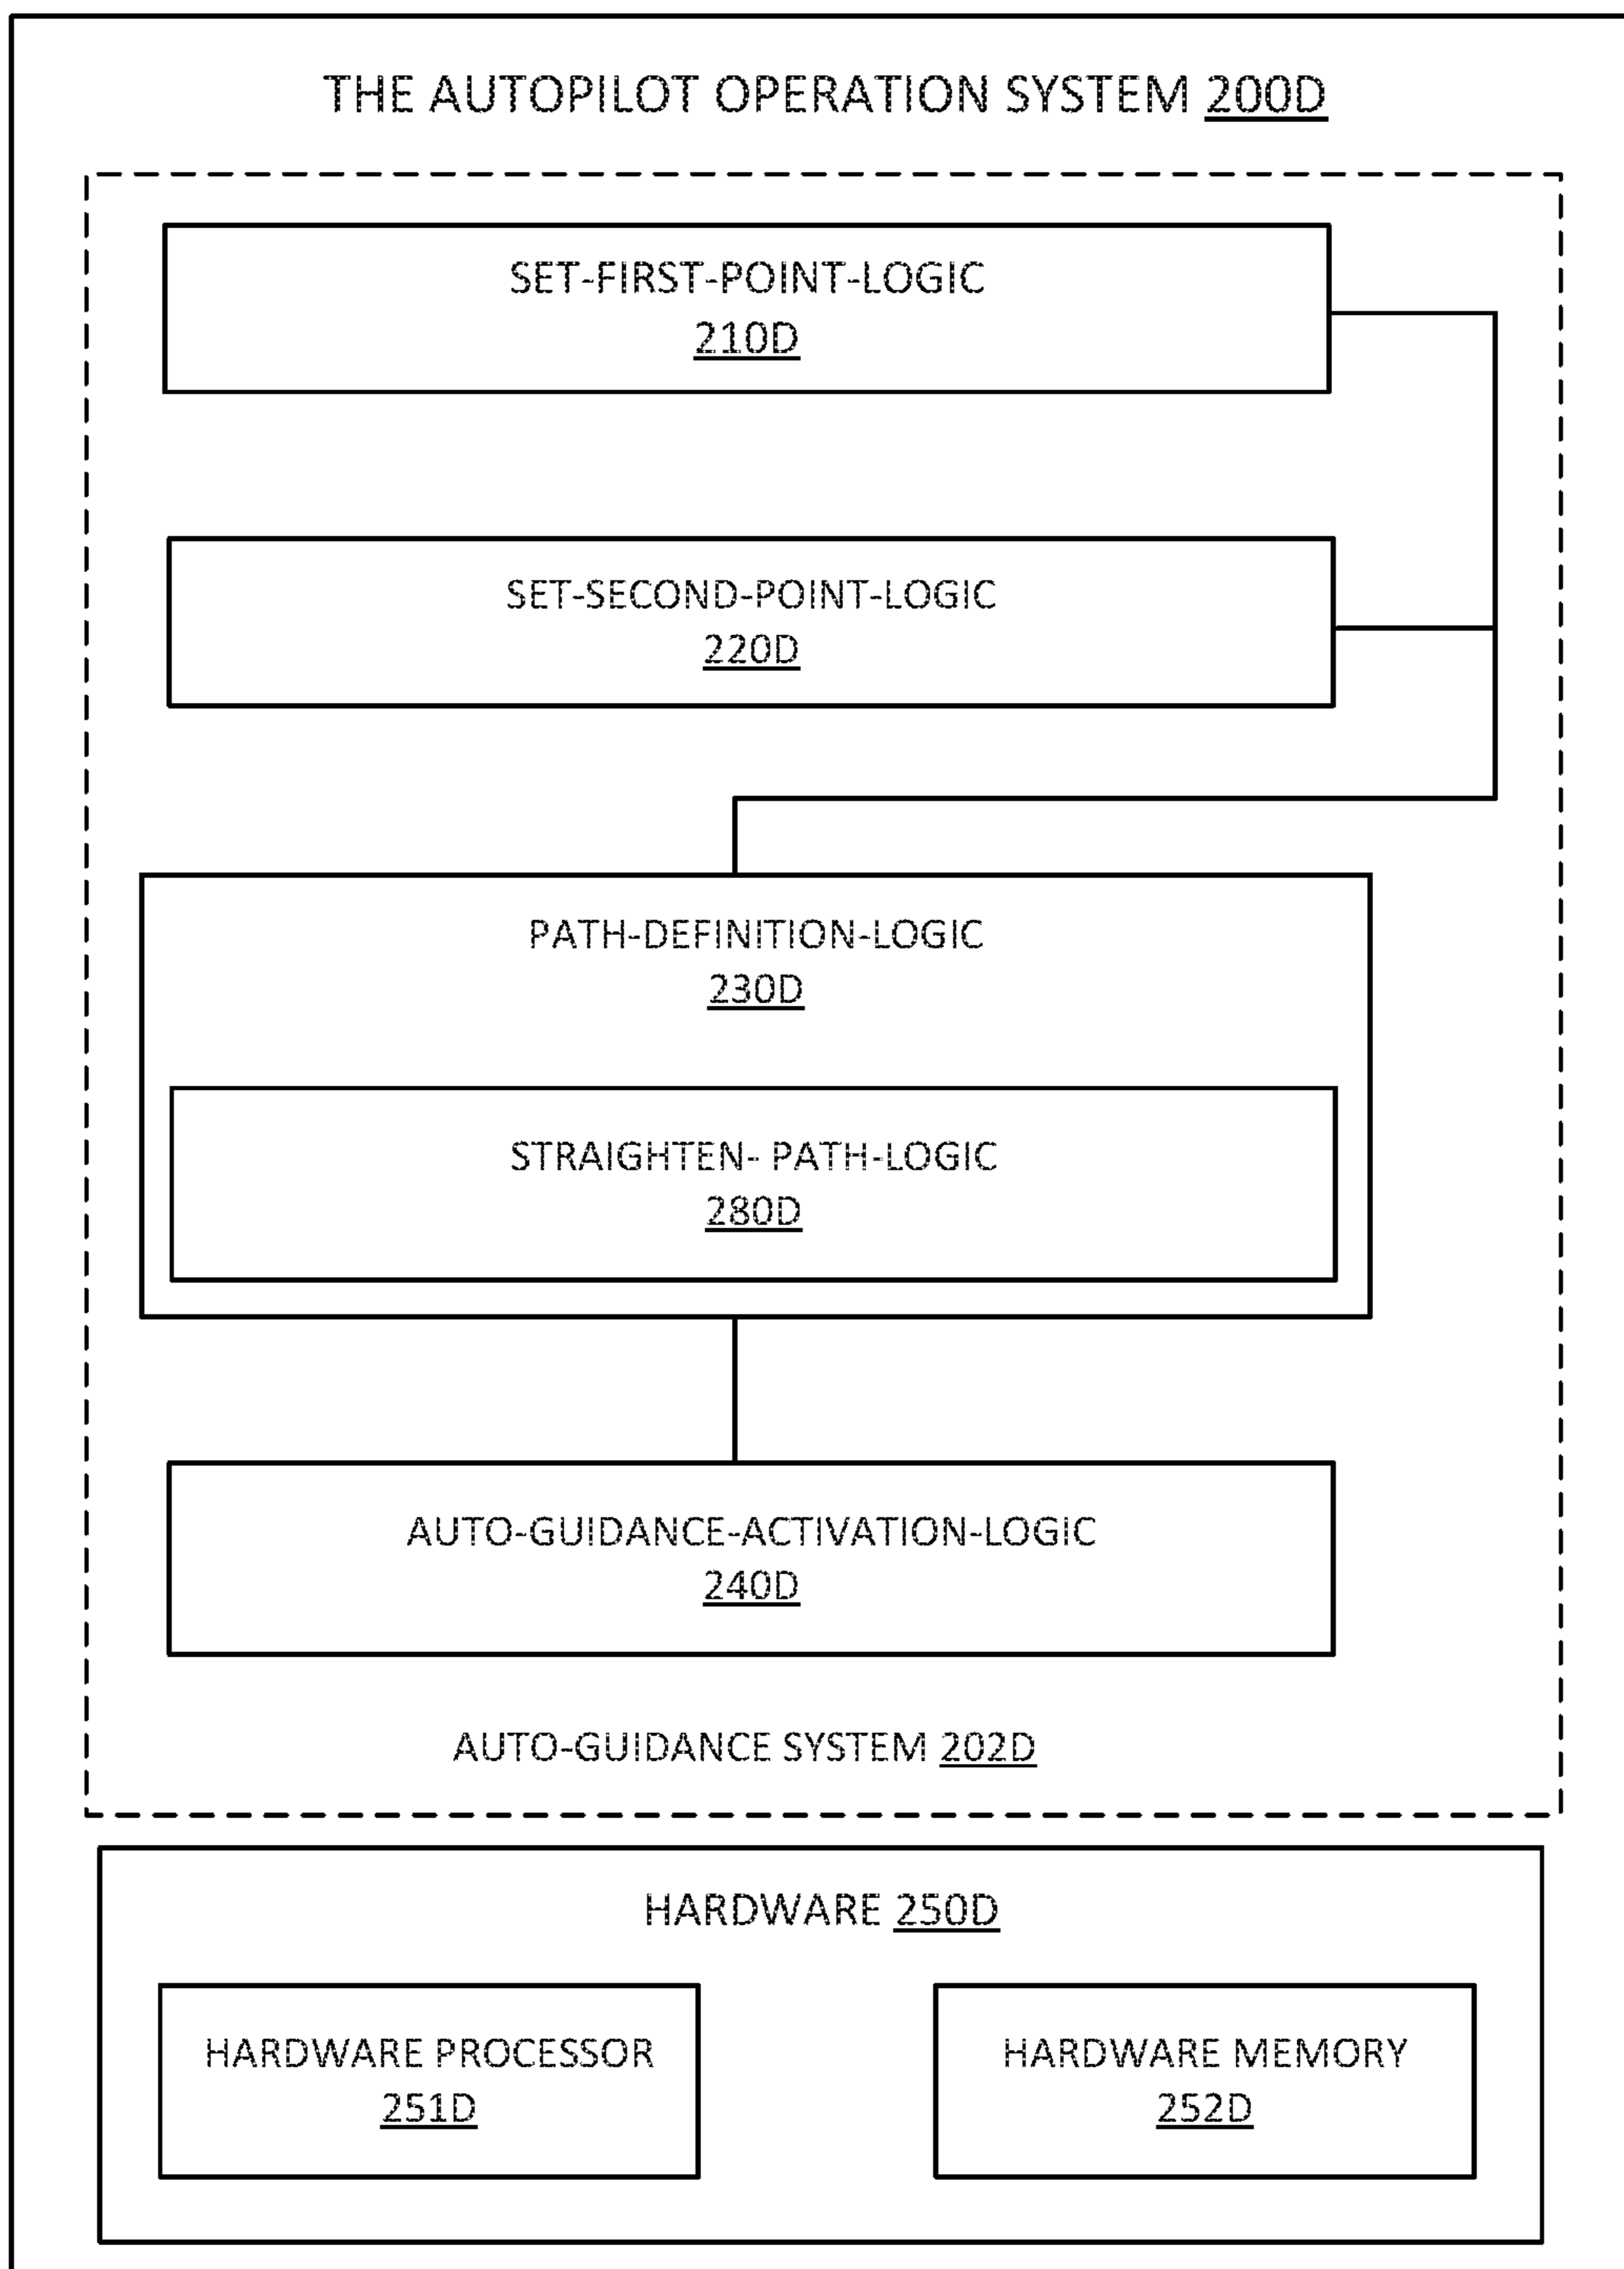 THE AUTOPILOT OPERATION SYSTEM 200D
SET-FIRST-POINT-LOGIC
210D
SET-SECOND-POINT-LOGIC
220D
PATH-DEFINITION-LOGIC
230D
STRAIGHTEN- PATH-LOGIC
280D
AUTO-GUIDANCE-ACTIVATION-LOGIC
240D
AUTO-GUIDANCE SYSTEM 202D
HARDWARE 250D
HARDWARE PROCESSOR
251D
HARDWARE MEMORY
252D